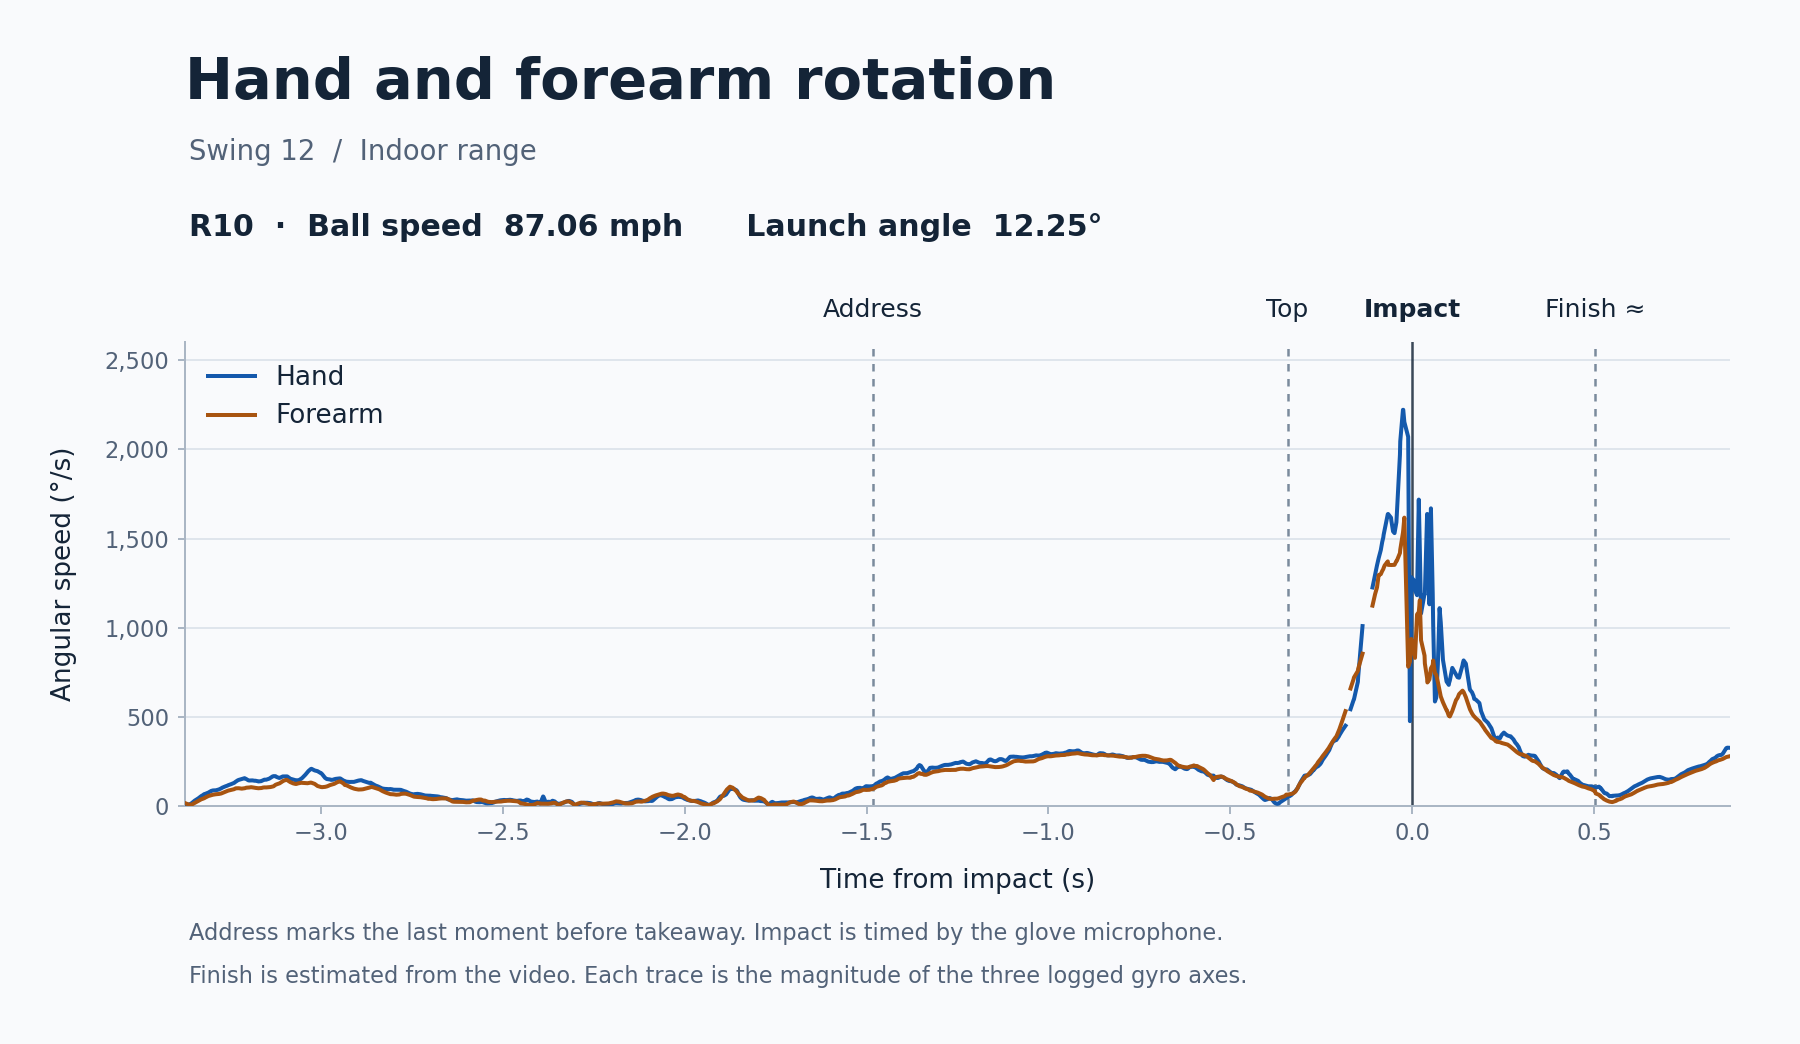 Hand and forearm rotation
Swing 12 / Indoor range
R10 · Ball speed 87.06 mph Launch angle 12.25°
Address Top Impact Finish ≈
2,500
2,000
1,500
1,000
500
0
Hand
Forearm
Angular speed (°/s)
−3.0 −2.5 −2.0 −1.5 −1.0 −0.5 0.0 0.5
Time from impact (s)
Address marks the last moment before takeaway. Impact is timed by the glove microphone.
Finish is estimated from the video. Each trace is the magnitude of the three logged gyro axes.